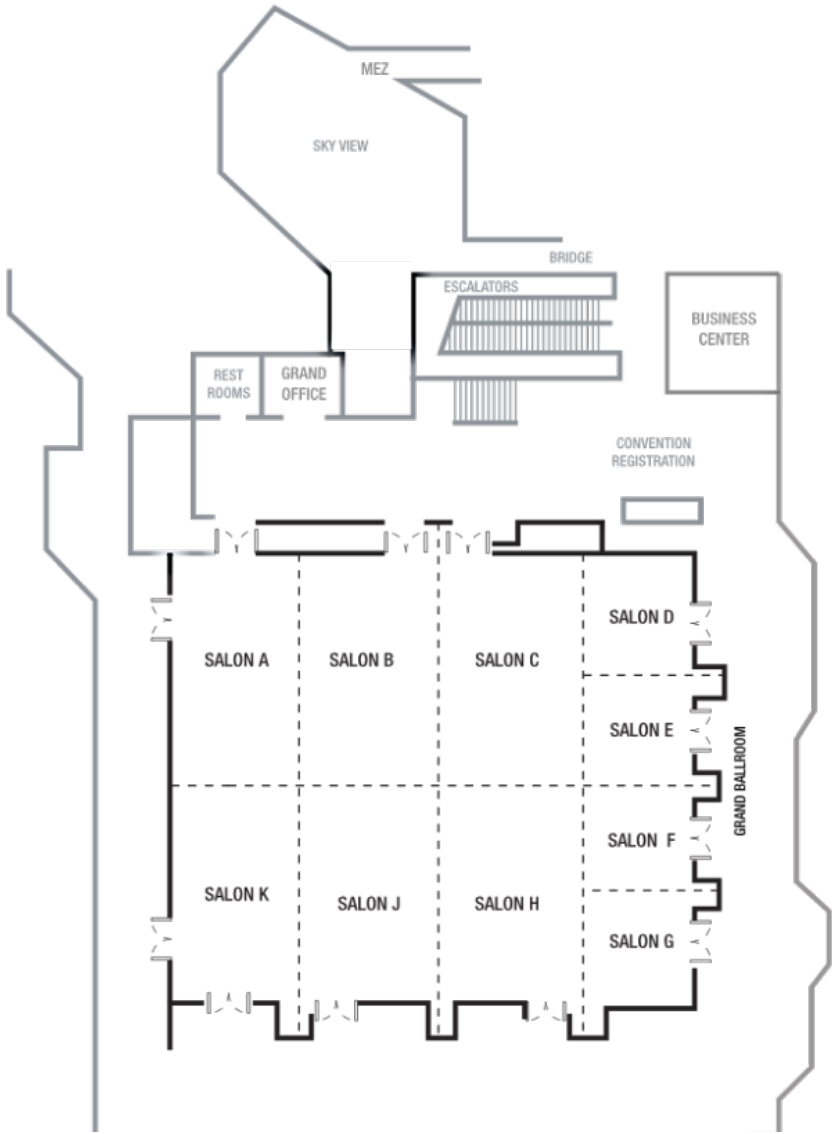 MEZ
SKY VIEW
BRIDGE
ESCALATORS
BUSINESS
CENTER
REST
ROOMS
GRAND
OFFICE
CONVENTION
REGISTRATION
SALON D
SALON A
SALON B
SALON C
SALON E
GRAND BALLROOM
SALON F
SALON K
SALON J
SALON H
SALON G